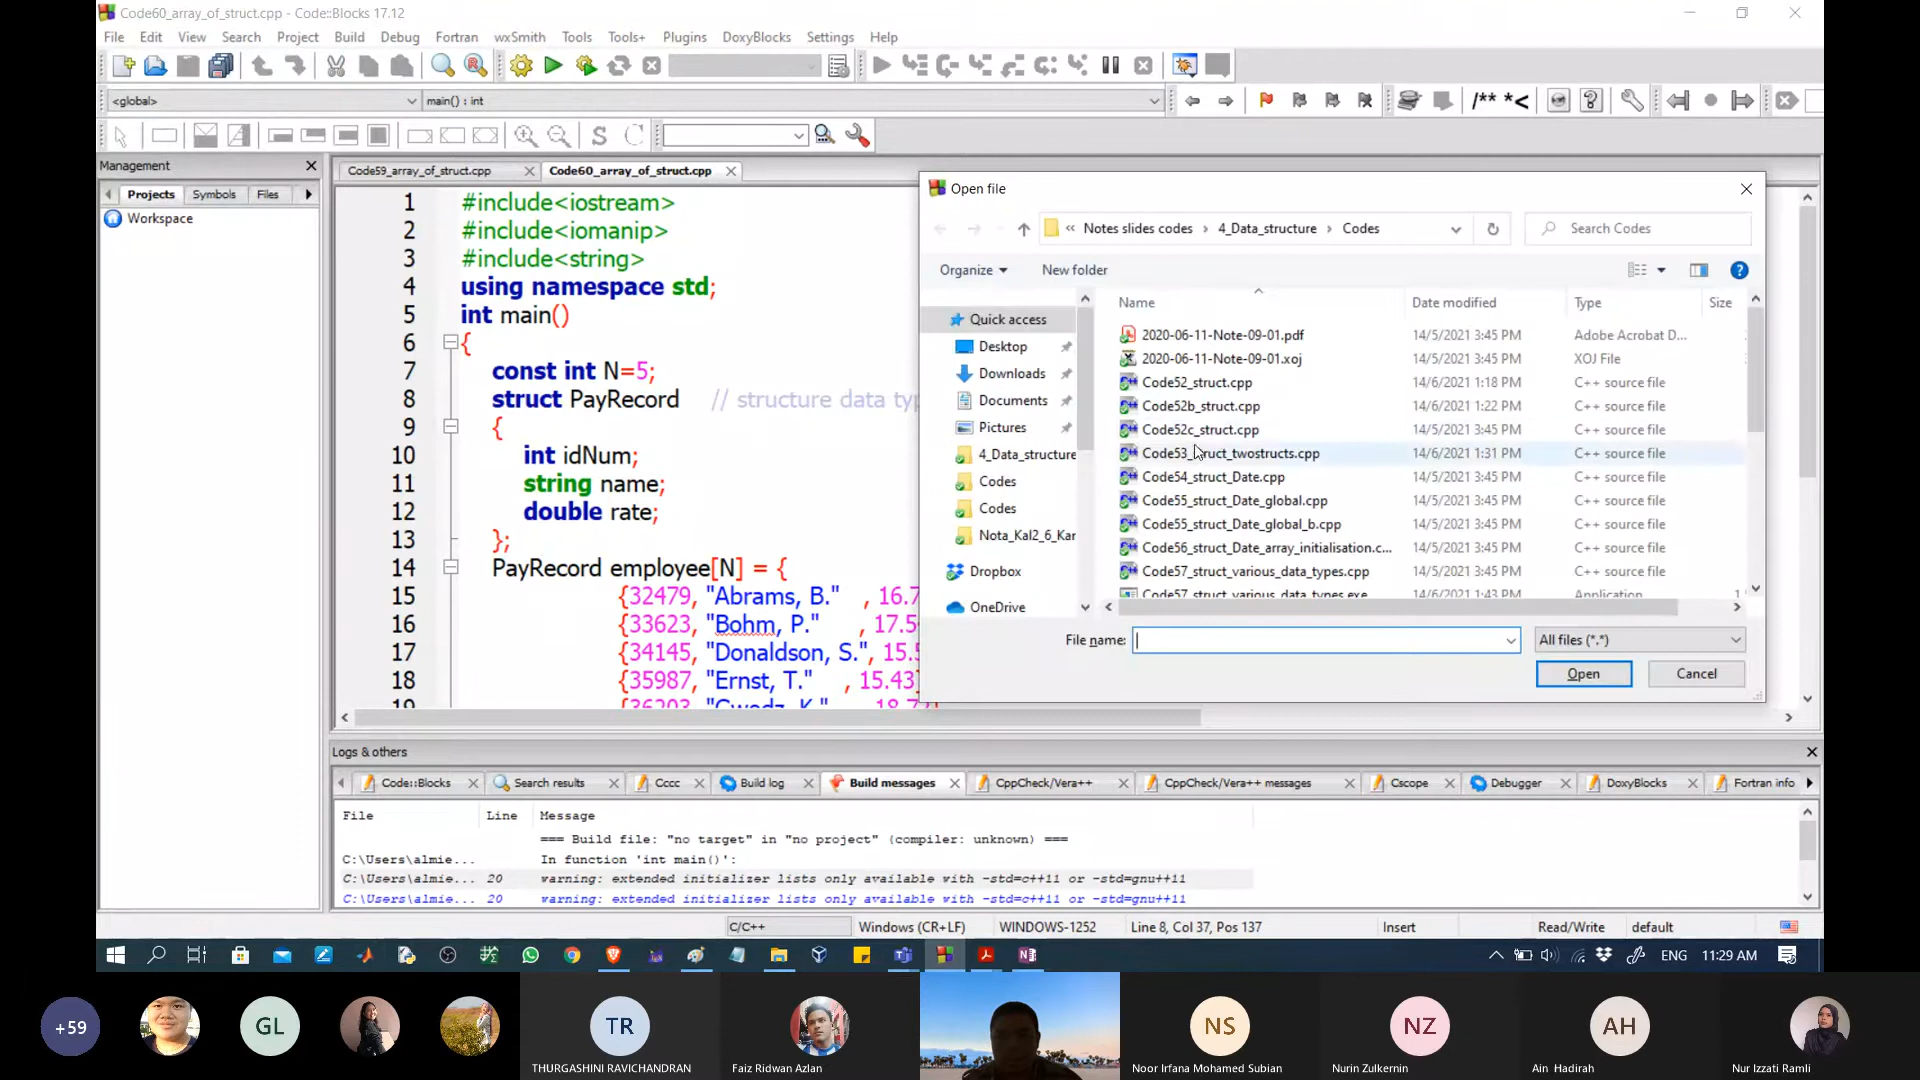 Code60_array_of_struct.cpp - Code::Blocks 17.12
File Edit View Search Project Build Debug Fortran wxSmith Tools Tools+ Plugins DoxyBlocks Settings Help
<global> main() : int
/** *<
S C
Management
Projects Symbols Files
Workspace
Code59_array_of_struct.cpp Code60_array_of_struct.cpp
1 #include<iostream>
2 #include<iomanip>
3 #include<string>
4 using namespace std;
5 int main()
6 {
7 const int N=5;
8 struct PayRecord // structure data typ
9 {
10 int idNum;
11 string name;
12 double rate;
13 };
14 PayRecord employee[N] = {
15 {32479, "Abrams, B." , 16.7
16 {33623, "Bohm, P." , 17.5
17 {34145, "Donaldson, S.", 15.5
18 {35987, "Ernst, T." , 15.43
19 {36203, "Gwodz, K." , 18.72
Open file
« Notes slides codes › 4_Data_structure › Codes
Search Codes
Organize New folder
Quick access
Desktop
Downloads
Documents
Pictures
4_Data_structure
Codes
Codes
Nota_Kal2_6_Kar
Dropbox
OneDrive
Name Date modified Type Size
2020-06-11-Note-09-01.pdf 14/5/2021 3:45 PM Adobe Acrobat D...
2020-06-11-Note-09-01.xoj 14/5/2021 3:45 PM XOJ File
Code52_struct.cpp 14/6/2021 1:18 PM C++ source file
Code52b_struct.cpp 14/6/2021 1:22 PM C++ source file
Code52c_struct.cpp 14/5/2021 3:45 PM C++ source file
Code53_struct_twostructs.cpp 14/6/2021 1:31 PM C++ source file
Code54_struct_Date.cpp 14/5/2021 3:45 PM C++ source file
Code55_struct_Date_global.cpp 14/5/2021 3:45 PM C++ source file
Code55_struct_Date_global_b.cpp 14/5/2021 3:45 PM C++ source file
Code56_struct_Date_array_initialisation.c... 14/5/2021 3:45 PM C++ source file
Code57_struct_various_data_types.cpp 14/5/2021 3:45 PM C++ source file
Code57_struct_various_data_types.exe 14/6/2021 1:43 PM Application 1
File name: All files (*.*)
Open Cancel
Logs & others
Code::Blocks Search results Cccc Build log Build messages CppCheck/Vera++ CppCheck/Vera++ messages Cscope Debugger DoxyBlocks Fortran info
File Line Message
=== Build file: "no target" in "no project" (compiler: unknown) ===
C:\Users\almie... In function 'int main()':
C:\Users\almie... 20 warning: extended initializer lists only available with -std=c++11 or -std=gnu++11
C:\Users\almie... 20 warning: extended initializer lists only available with -std=c++11 or -std=gnu++11
C/C++ Windows (CR+LF) WINDOWS-1252 Line 8, Col 37, Pos 137 Insert Read/Write default
ENG 11:29 AM
+59 GL TR NS NZ AH
THURGASHINI RAVICHANDRAN Faiz Ridwan Azlan Noor Irfana Mohamed Subian Nurin Zulkernin Ain Hadirah Nur Izzati Ramli